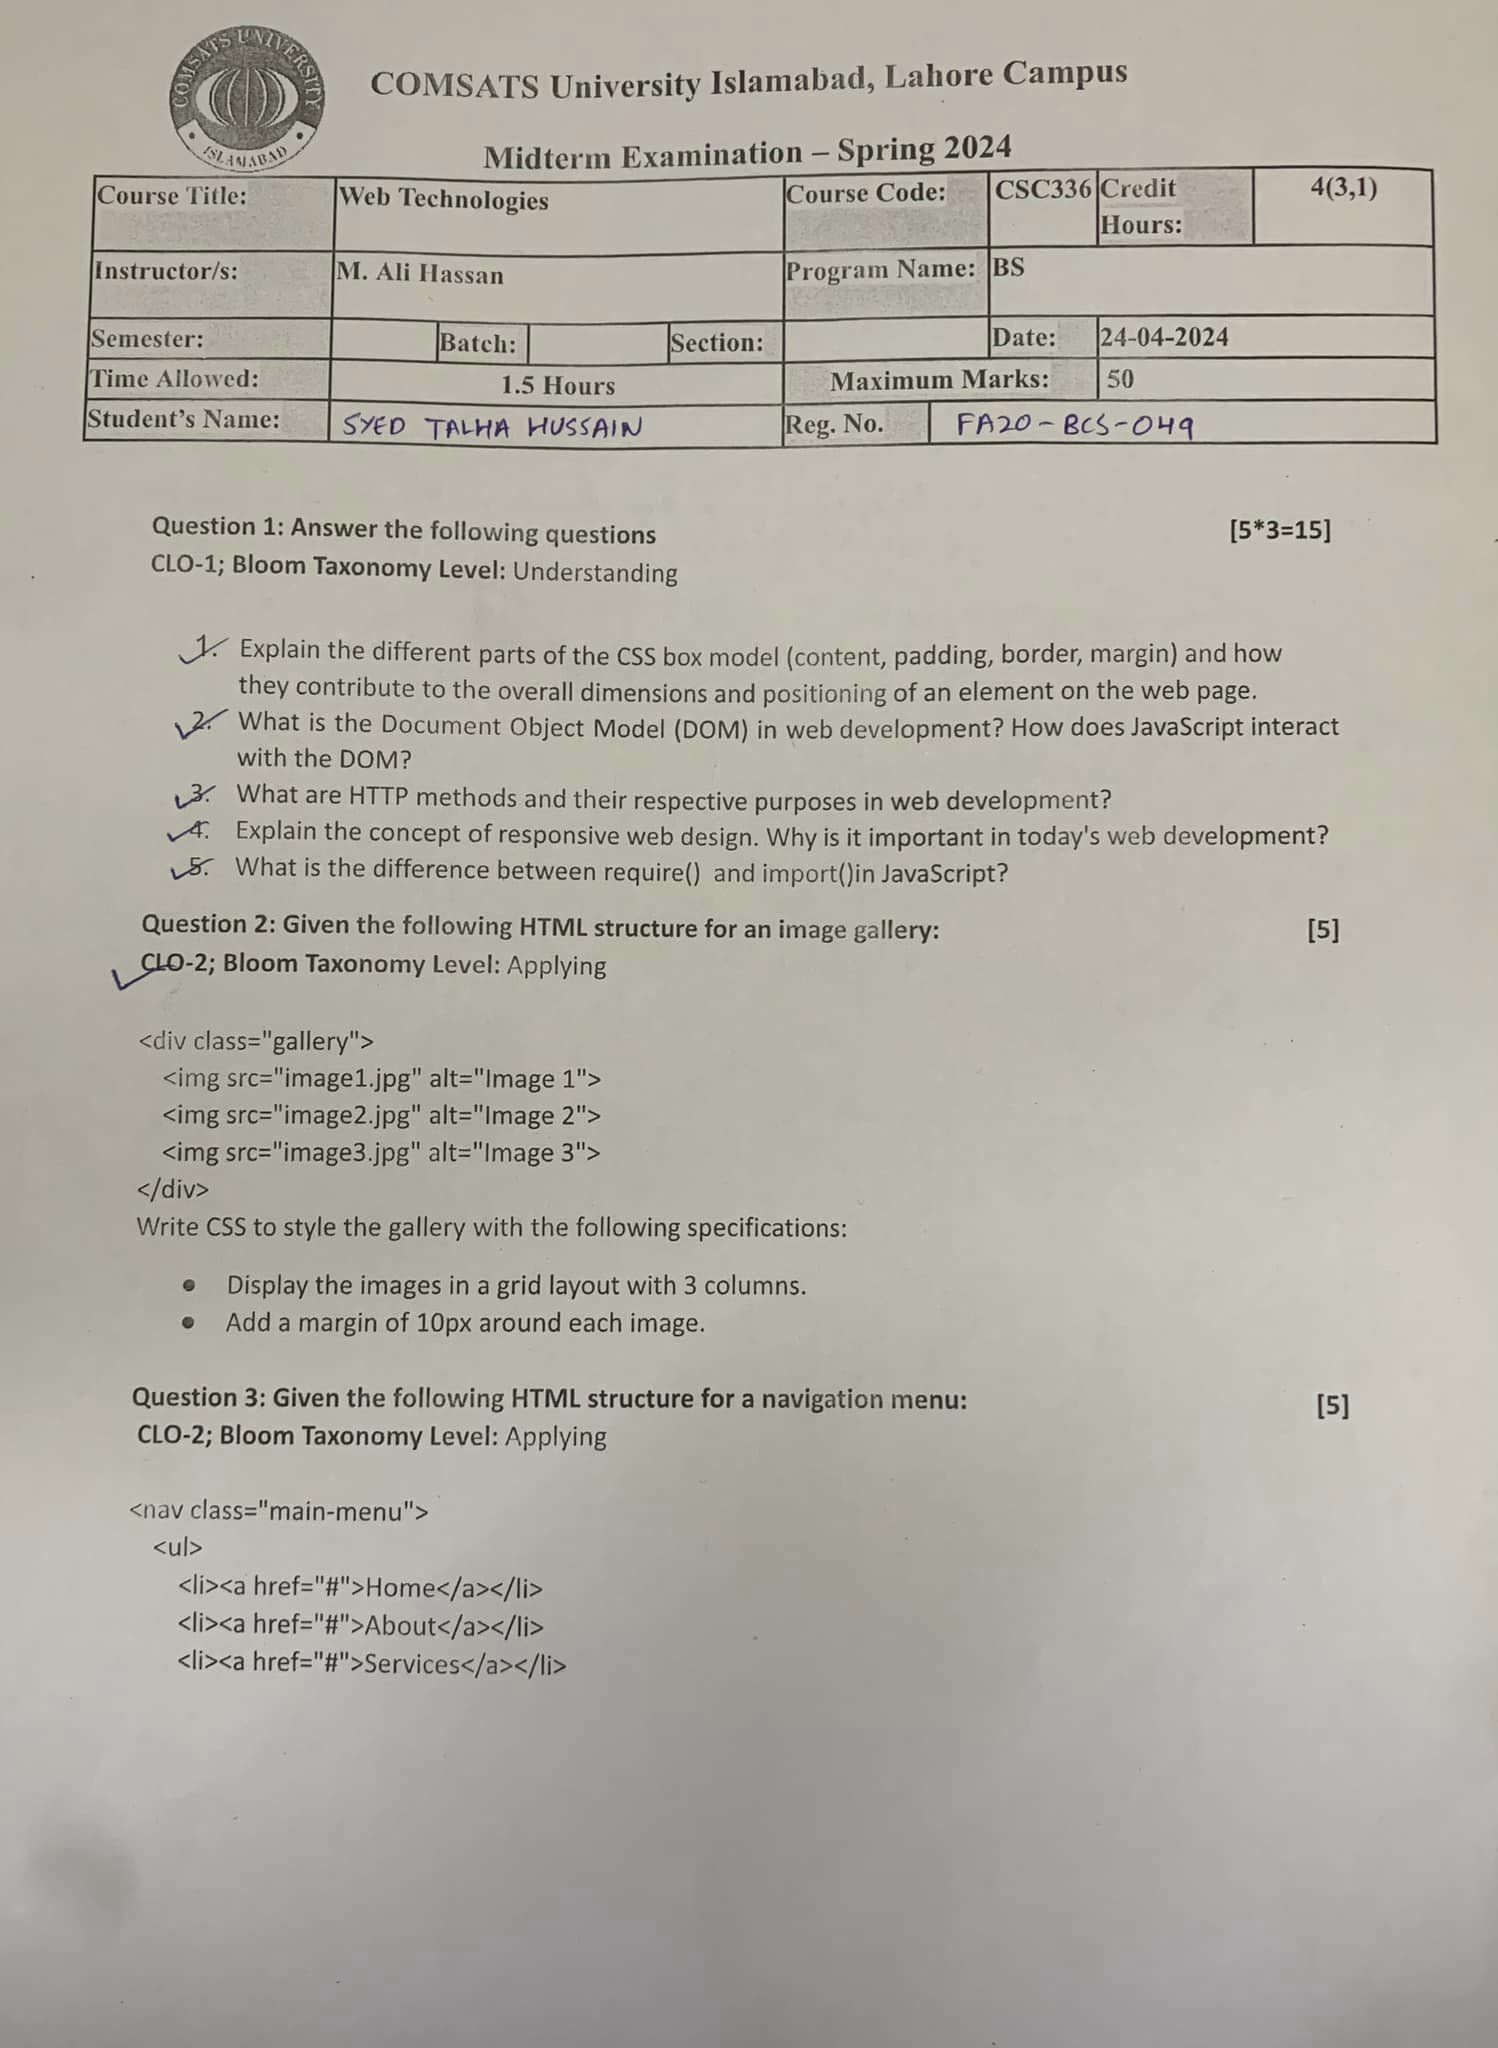 COMSATS UNIVERSITY
ISLAMABAD
COMSATS University Islamabad, Lahore Campus
Midterm Examination – Spring 2024
Course Title: Web Technologies Course Code: CSC336 Credit Hours: 4(3,1)
Instructor/s: M. Ali Hassan Program Name: BS
Semester: Batch: Section: Date: 24-04-2024
Time Allowed: 1.5 Hours Maximum Marks: 50
Student's Name: SYED TALHA HUSSAIN Reg. No. FA20-BCS-049
Question 1: Answer the following questions [5*3=15]
CLO-1; Bloom Taxonomy Level: Understanding
1. Explain the different parts of the CSS box model (content, padding, border, margin) and how
they contribute to the overall dimensions and positioning of an element on the web page.
2. What is the Document Object Model (DOM) in web development? How does JavaScript interact
with the DOM?
3. What are HTTP methods and their respective purposes in web development?
4. Explain the concept of responsive web design. Why is it important in today's web development?
5. What is the difference between require() and import()in JavaScript?
Question 2: Given the following HTML structure for an image gallery: [5]
CLO-2; Bloom Taxonomy Level: Applying
<div class="gallery">
<img src="image1.jpg" alt="Image 1">
<img src="image2.jpg" alt="Image 2">
<img src="image3.jpg" alt="Image 3">
</div>
Write CSS to style the gallery with the following specifications:
• Display the images in a grid layout with 3 columns.
• Add a margin of 10px around each image.
Question 3: Given the following HTML structure for a navigation menu: [5]
CLO-2; Bloom Taxonomy Level: Applying
<nav class="main-menu">
<ul>
<li><a href="#">Home</a></li>
<li><a href="#">About</a></li>
<li><a href="#">Services</a></li>